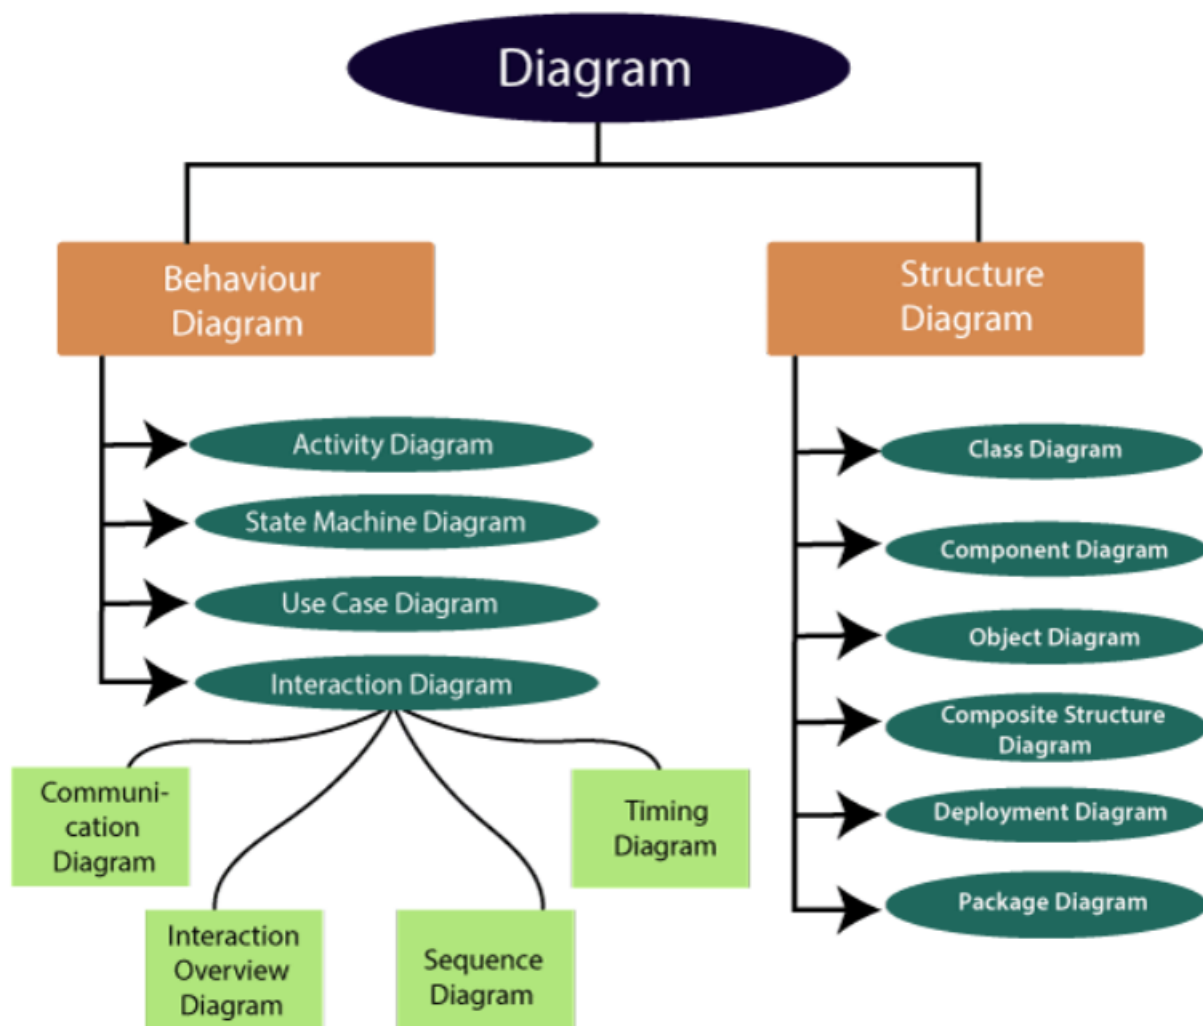 Diagram
Behaviour
Diagram
Structure
Diagram
Activity Diagram
State Machine Diagram
Use Case Diagram
Interaction Diagram
Communi-
cation
Diagram
Interaction
Overview
Diagram
Sequence
Diagram
Timing
Diagram
Class Diagram
Component Diagram
Object Diagram
Composite Structure
Diagram
Deployment Diagram
Package Diagram